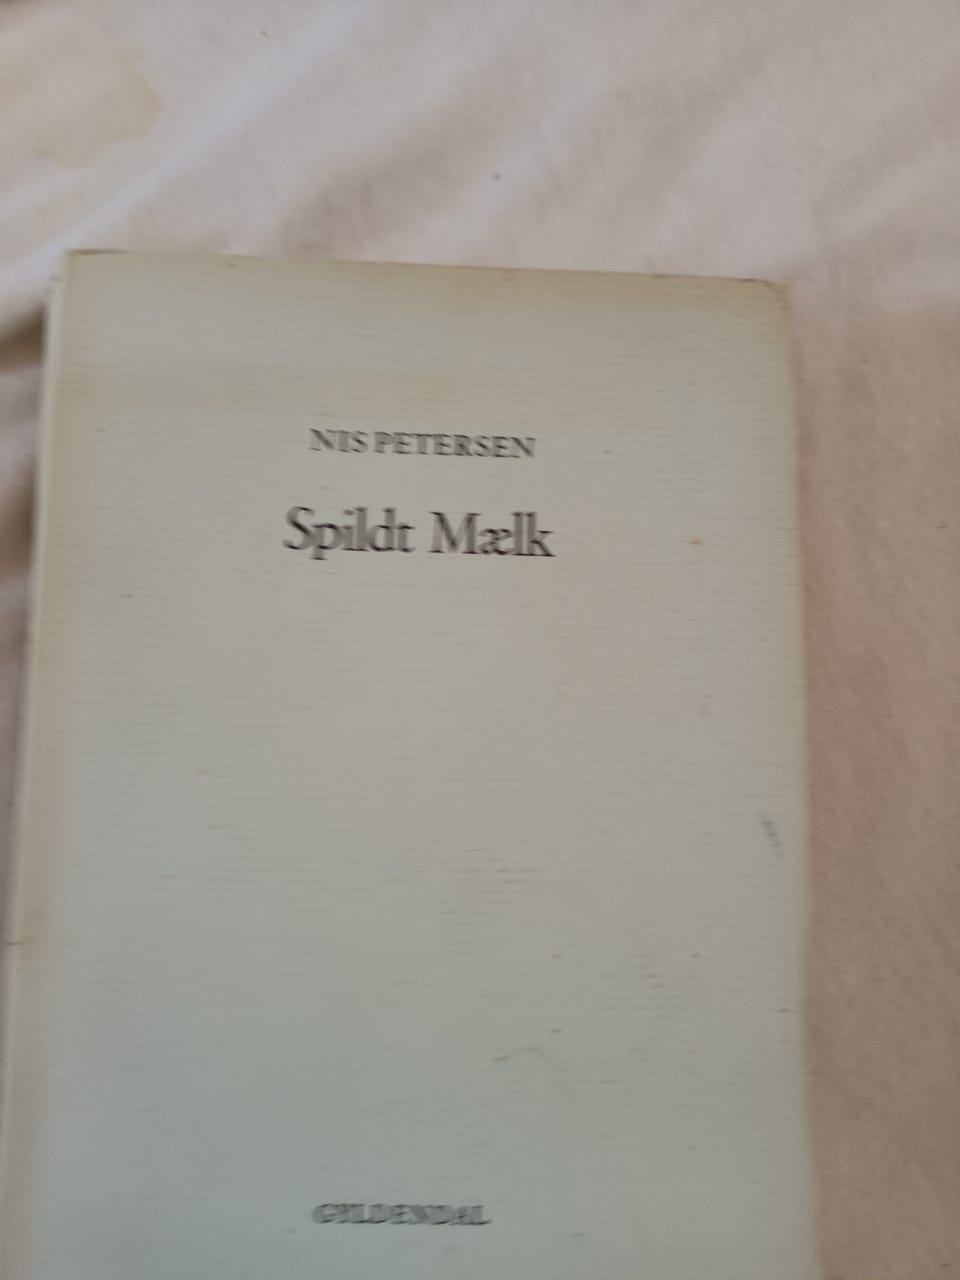 NIS PETERSEN
Spildt Mælk
GYLDENDAL